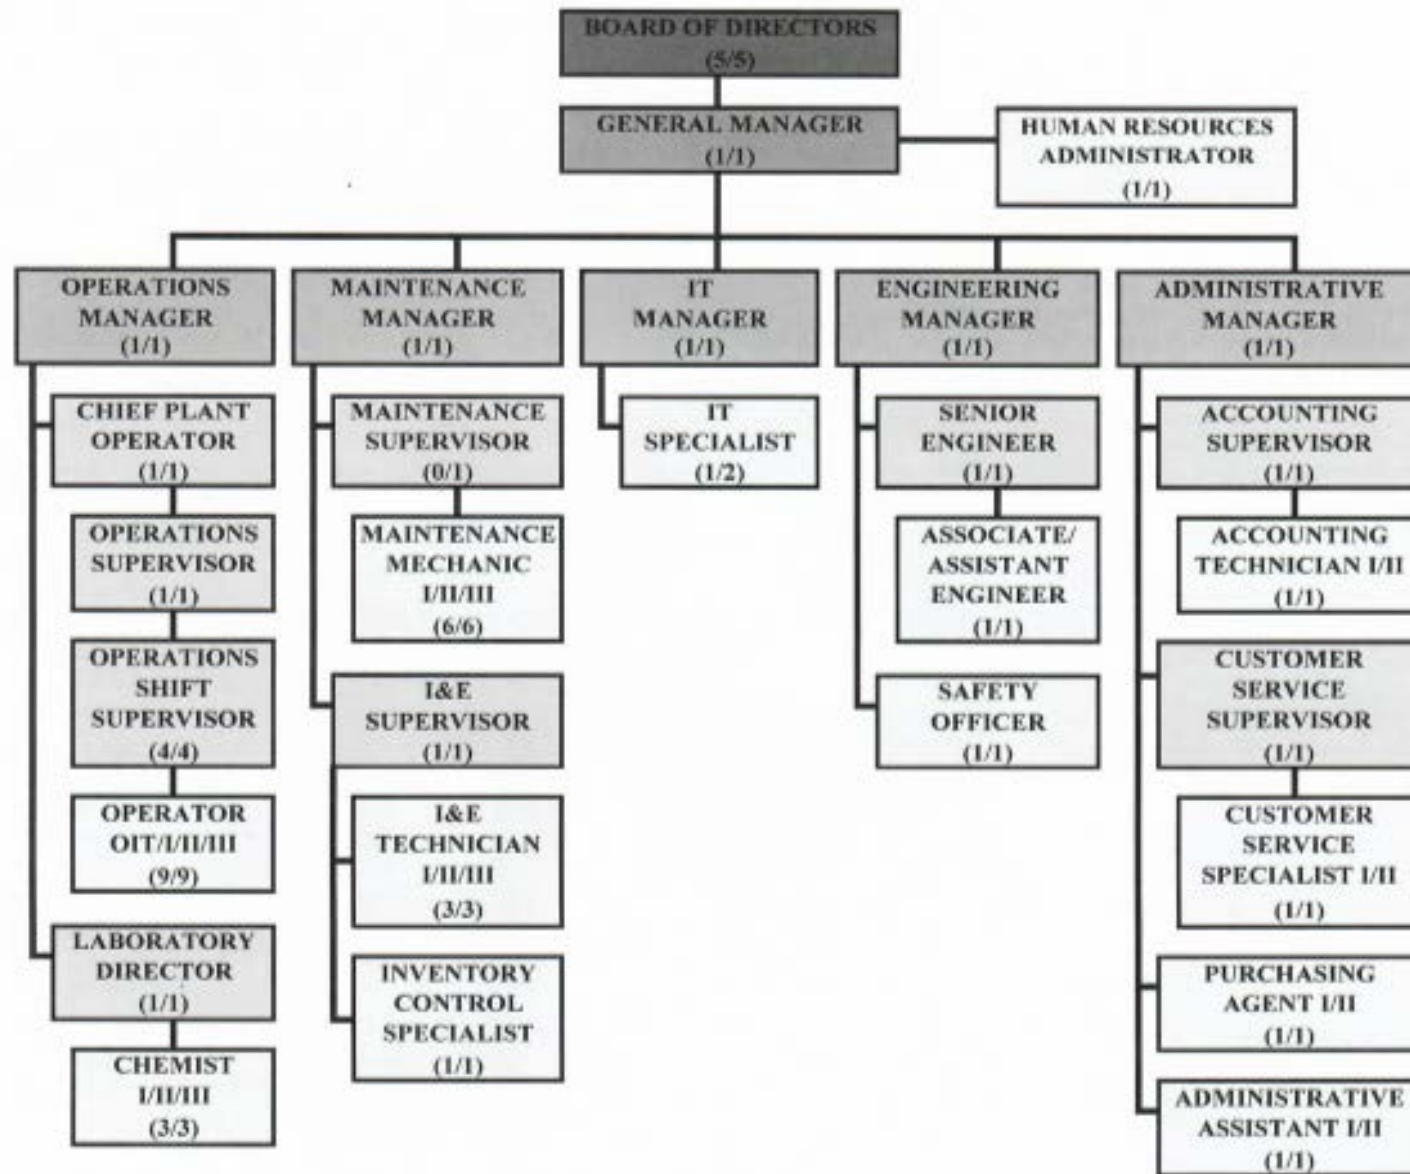 BOARD OF DIRECTORS
(5/5)
GENERAL MANAGER
(1/1)
HUMAN RESOURCES
ADMINISTRATOR
(1/1)
OPERATIONS
MANAGER
(1/1)
CHIEF PLANT
OPERATOR
(1/1)
OPERATIONS
SUPERVISOR
(1/1)
OPERATIONS
SHIFT
SUPERVISOR
(4/4)
OPERATOR
OIT/I/II/III
(9/9)
LABORATORY
DIRECTOR
(1/1)
CHEMIST
I/II/III
(3/3)
MAINTENANCE
MANAGER
(1/1)
MAINTENANCE
SUPERVISOR
(0/1)
MAINTENANCE
MECHANIC
I/II/III
(6/6)
I&E
SUPERVISOR
(1/1)
I&E
TECHNICIAN
I/II/III
(3/3)
INVENTORY
CONTROL
SPECIALIST
(1/1)
IT
MANAGER
(1/1)
IT
SPECIALIST
(1/2)
ENGINEERING
MANAGER
(1/1)
SENIOR
ENGINEER
(1/1)
ASSOCIATE/
ASSISTANT
ENGINEER
(1/1)
SAFETY
OFFICER
(1/1)
ADMINISTRATIVE
MANAGER
(1/1)
ACCOUNTING
SUPERVISOR
(1/1)
ACCOUNTING
TECHNICIAN I/II
(1/1)
CUSTOMER
SERVICE
SUPERVISOR
(1/1)
CUSTOMER
SERVICE
SPECIALIST I/II
(1/1)
PURCHASING
AGENT I/II
(1/1)
ADMINISTRATIVE
ASSISTANT I/II
(1/1)